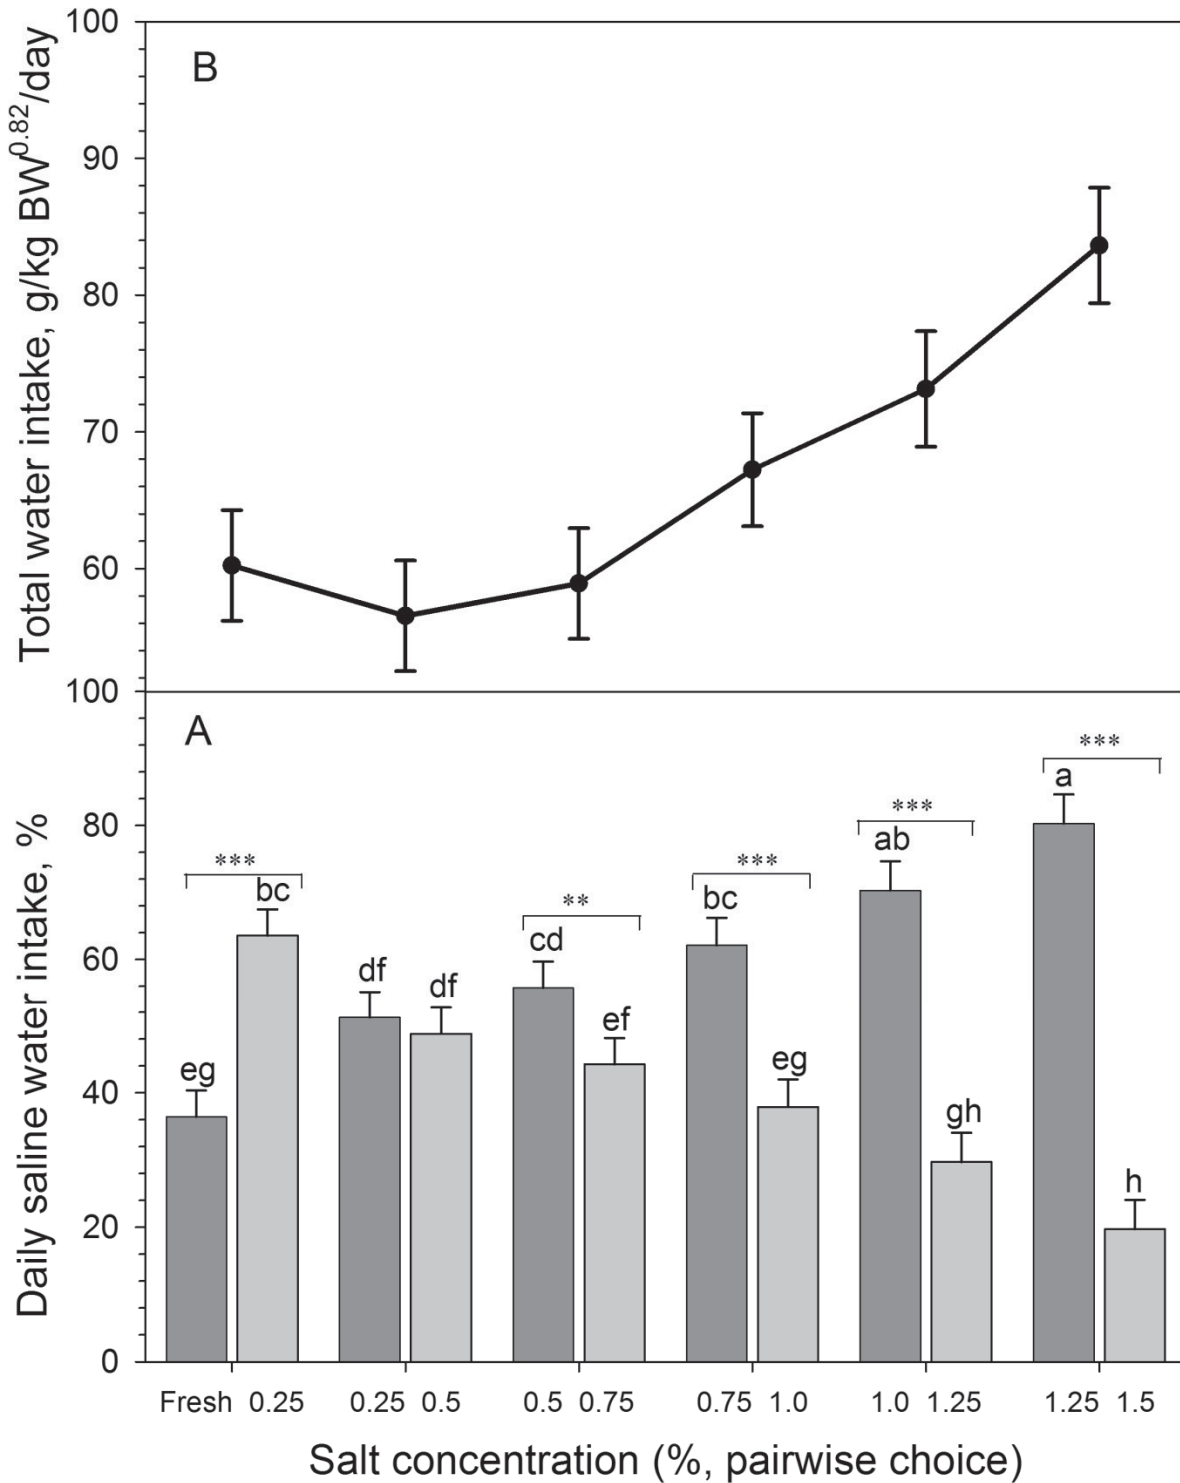 Total water intake, g/kg BW^0.82/day
100
90
80
70
60
B
Daily saline water intake, %
100
80
60
40
20
0
A
***
eg bc
df df
**
cd ef
***
bc eg
***
ab gh
***
a h
Fresh 0.25 0.25 0.5 0.5 0.75 0.75 1.0 1.0 1.25 1.25 1.5
Salt concentration (%, pairwise choice)